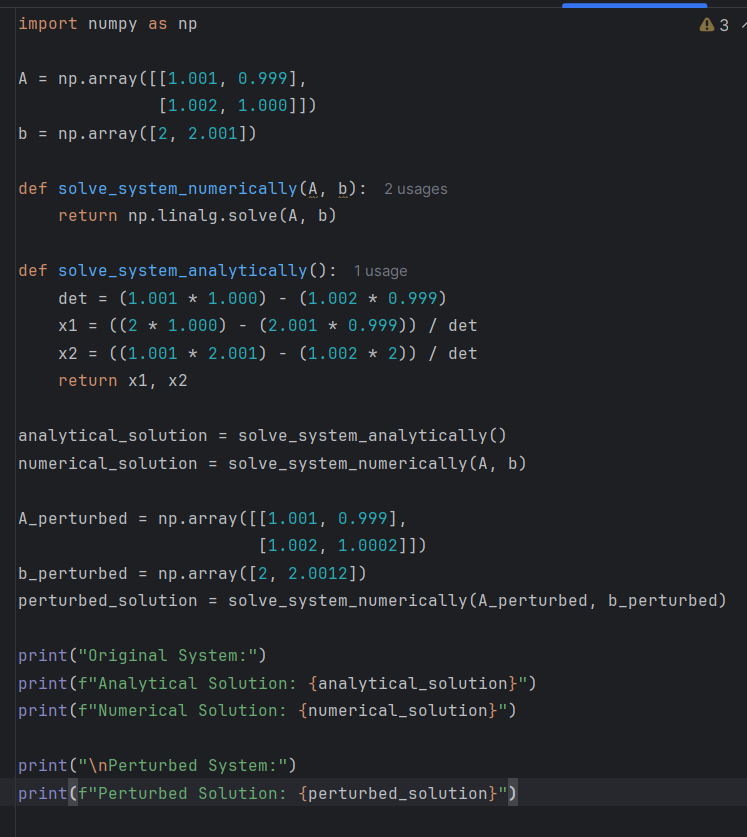 import numpy as np
3
A = np.array([[1.001, 0.999],
              [1.002, 1.000]])
b = np.array([2, 2.001])

def solve_system_numerically(A, b):  2 usages
    return np.linalg.solve(A, b)

def solve_system_analytically():  1 usage
    det = (1.001 * 1.000) - (1.002 * 0.999)
    x1 = ((2 * 1.000) - (2.001 * 0.999)) / det
    x2 = ((1.001 * 2.001) - (1.002 * 2)) / det
    return x1, x2

analytical_solution = solve_system_analytically()
numerical_solution = solve_system_numerically(A, b)

A_perturbed = np.array([[1.001, 0.999],
                        [1.002, 1.0002]])
b_perturbed = np.array([2, 2.0012])
perturbed_solution = solve_system_numerically(A_perturbed, b_perturbed)

print("Original System:")
print(f"Analytical Solution: {analytical_solution}")
print(f"Numerical Solution: {numerical_solution}")

print("\nPerturbed System:")
print(f"Perturbed Solution: {perturbed_solution}")